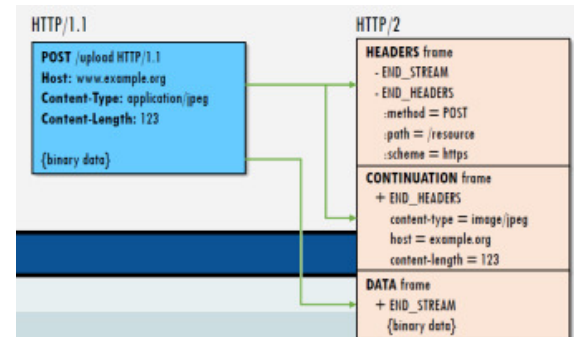 HTTP/1.1
POST /upload HTTP/1.1
Host: www.example.org
Content-Type: application/jpeg
Content-Length: 123
{binary data}
HTTP/2
HEADERS frame
- END_STREAM
- END_HEADERS
:method = POST
:path = /resource
:scheme = https
CONTINUATION frame
+ END_HEADERS
content-type = image/jpeg
host = example.org
content-length = 123
DATA frame
+ END_STREAM
{binary data}